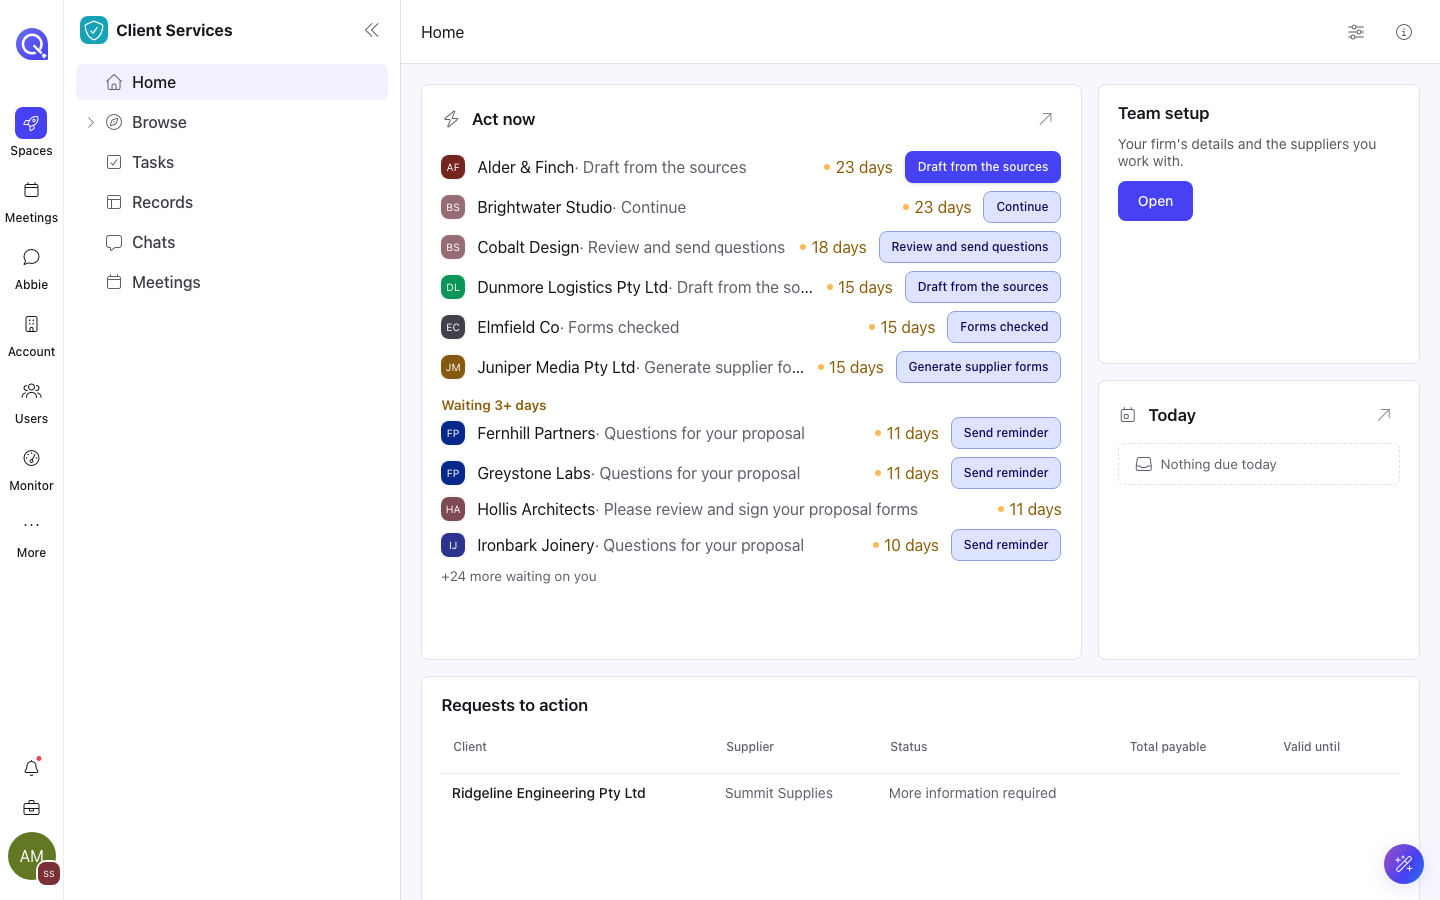 Client Services
Home
Home
Browse
Tasks
Records
Chats
Meetings
Spaces
Meetings
Abbie
Account
Users
Monitor
More
AM
SS
Act now
AF Alder & Finch · Draft from the sources 23 days Draft from the sources
BS Brightwater Studio · Continue 23 days Continue
BS Cobalt Design · Review and send questions 18 days Review and send questions
DL Dunmore Logistics Pty Ltd · Draft from the so... 15 days Draft from the sources
EC Elmfield Co · Forms checked 15 days Forms checked
JM Juniper Media Pty Ltd · Generate supplier fo... 15 days Generate supplier forms
Waiting 3+ days
FP Fernhill Partners · Questions for your proposal 11 days Send reminder
FP Greystone Labs · Questions for your proposal 11 days Send reminder
HA Hollis Architects · Please review and sign your proposal forms 11 days
IJ Ironbark Joinery · Questions for your proposal 10 days Send reminder
+24 more waiting on you
Team setup
Your firm's details and the suppliers you
work with.
Open
Today
Nothing due today
Requests to action
Client Supplier Status Total payable Valid until
Ridgeline Engineering Pty Ltd Summit Supplies More information required